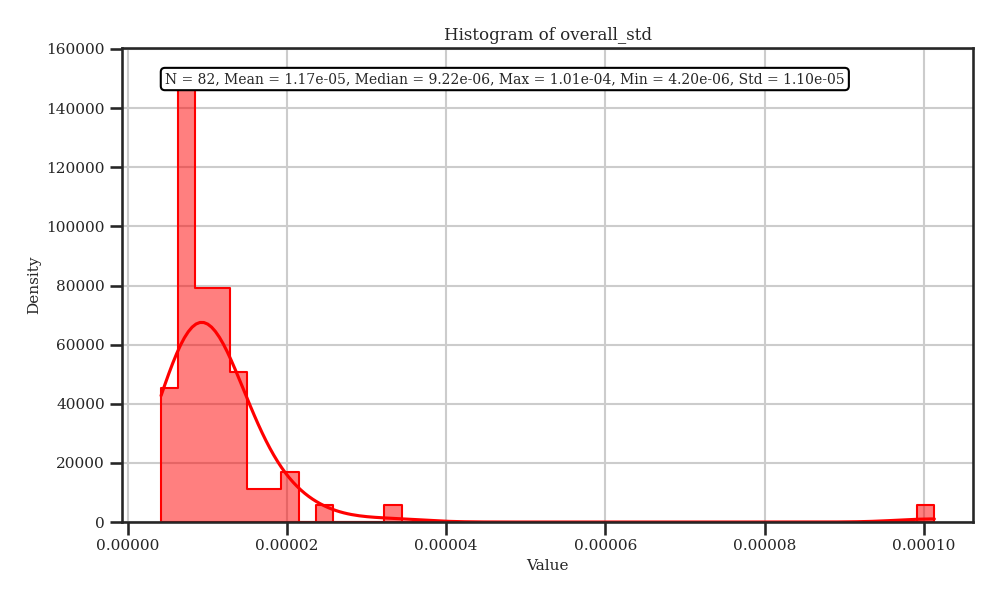 Histogram of overall_std
N = 82, Mean = 1.17e-05, Median = 9.22e-06, Max = 1.01e-04, Min = 4.20e-06, Std = 1.10e-05
160000
140000
120000
100000
80000
60000
40000
20000
0
Density
0.00000 0.00002 0.00004 0.00006 0.00008 0.00010
Value